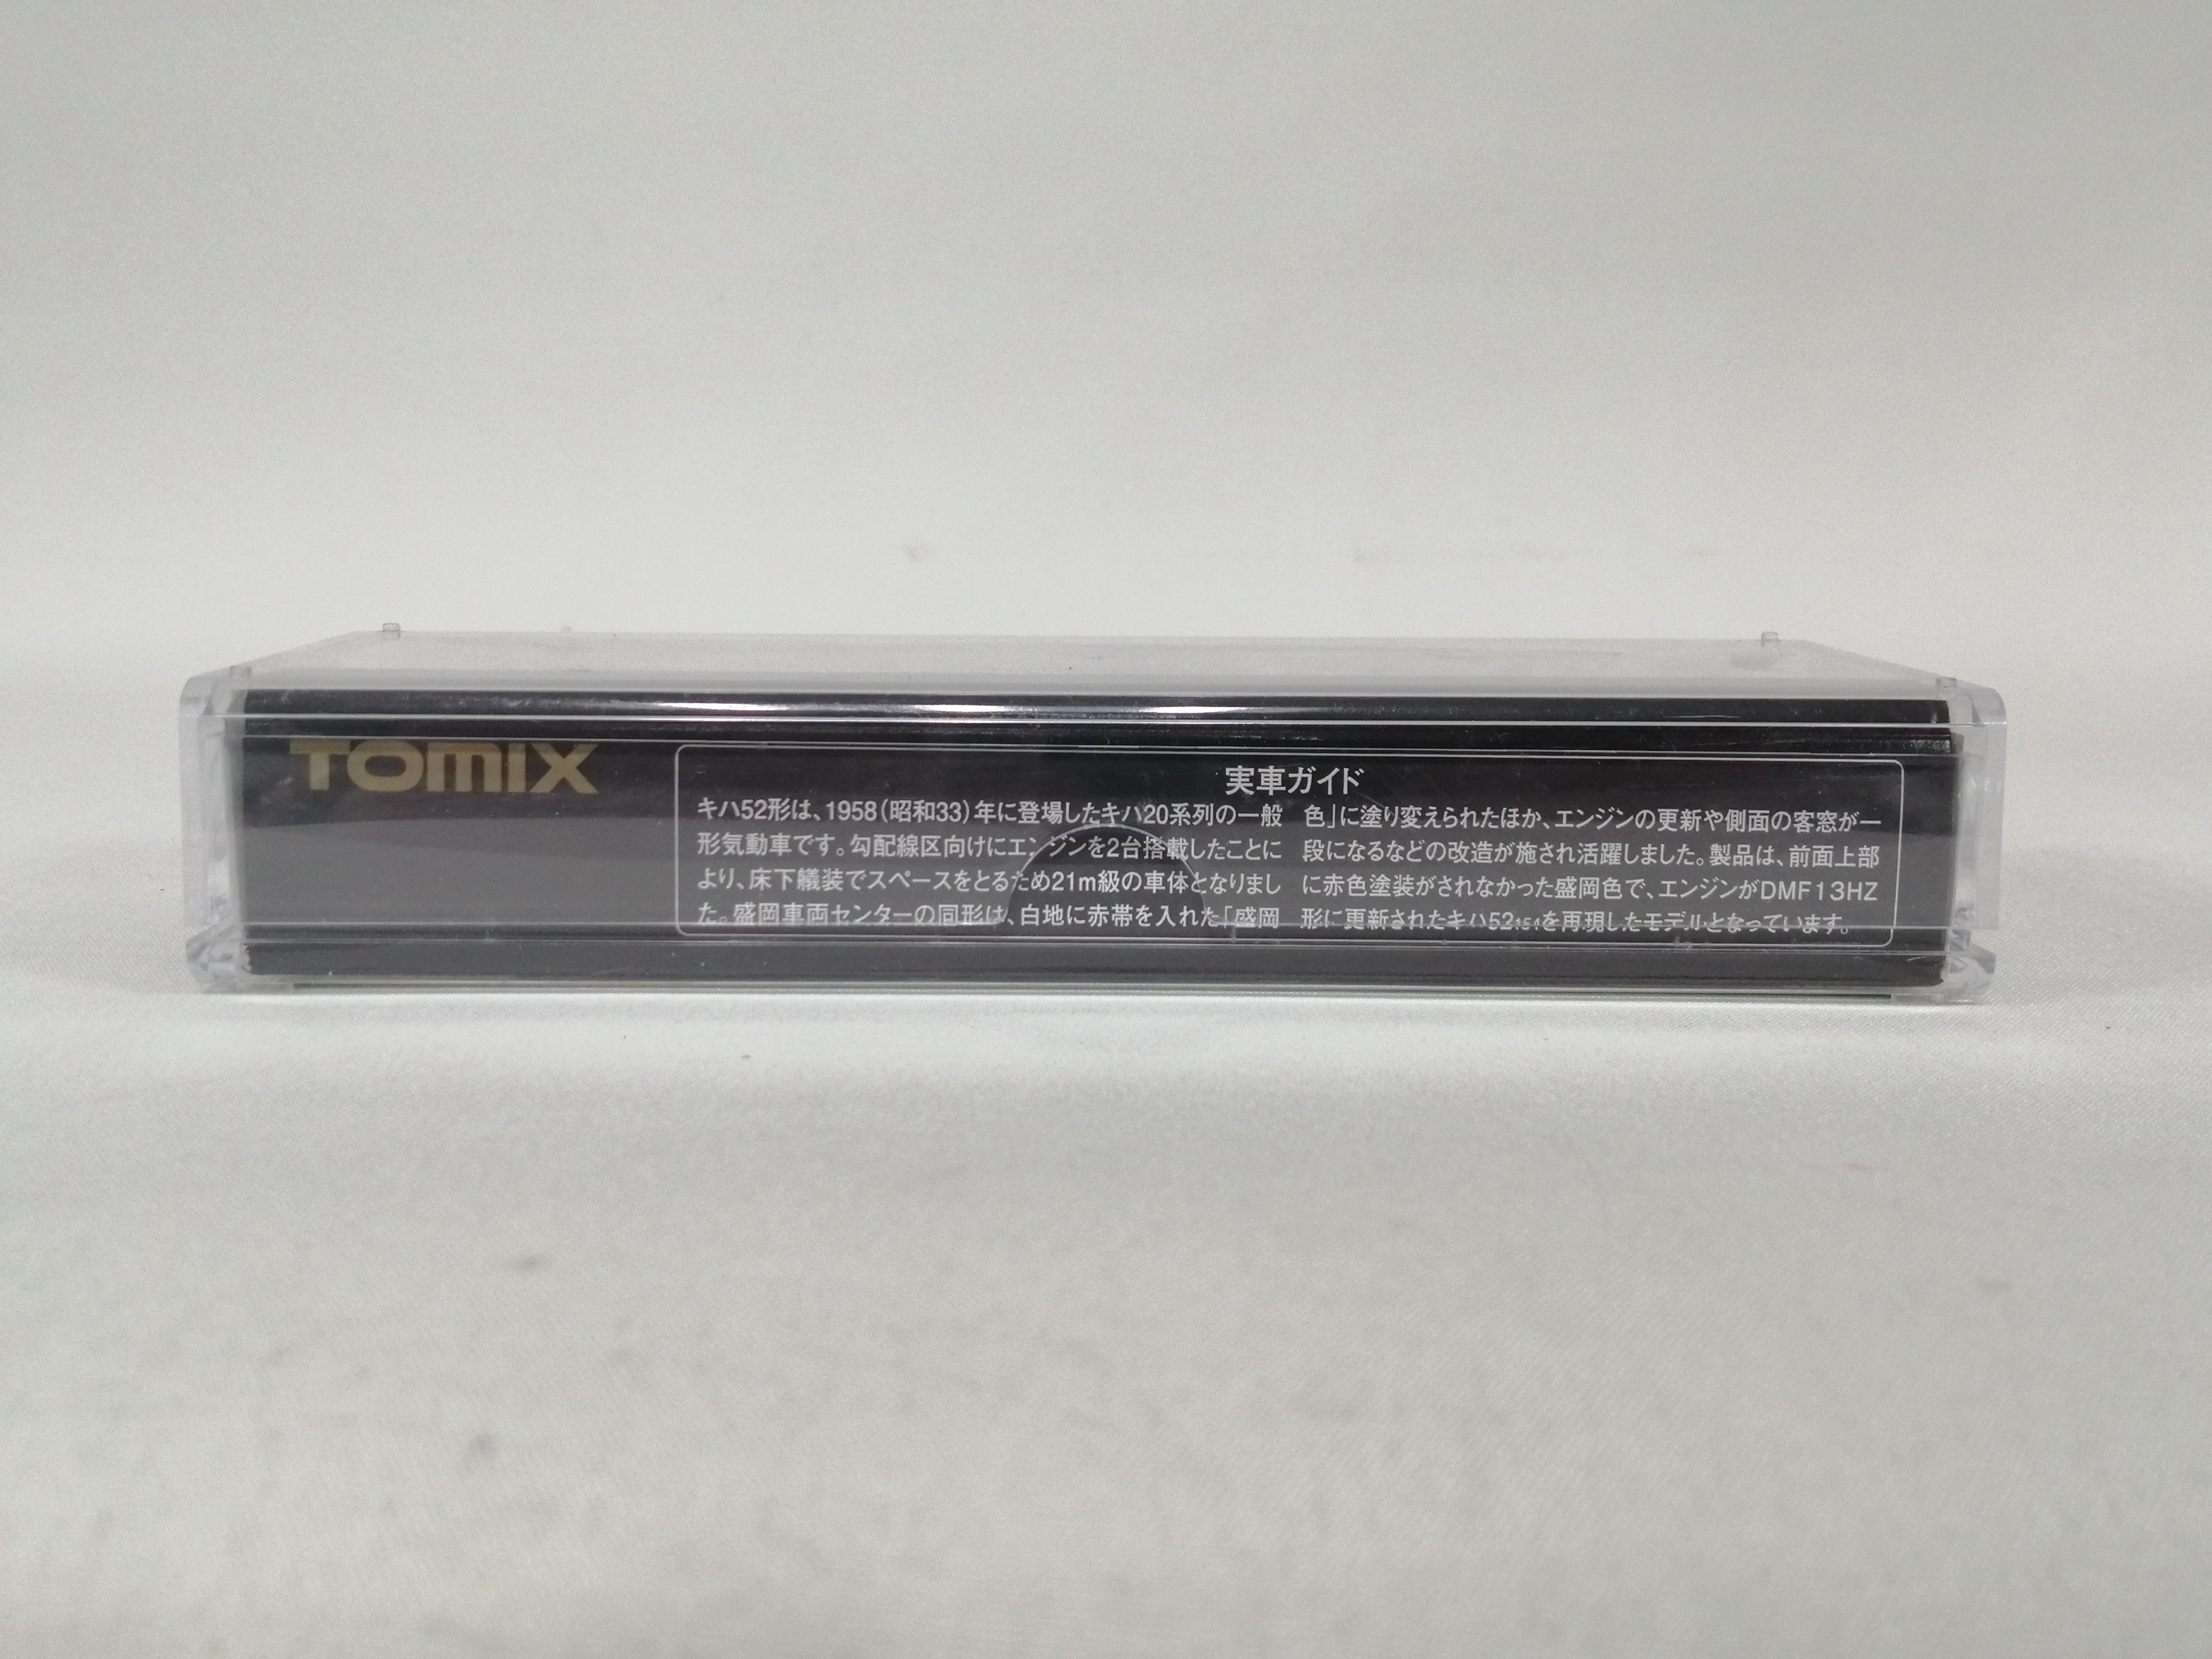 TOMIX
実車ガイド
キハ52形は、1958(昭和33)年に登場したキハ20系列の一般
形気動車です。勾配線区向けにエンジンを2台搭載したことに
より、床下艤装でスペースをとるため21m級の車体となりまし
た。盛岡車両センターの同形は、白地に赤帯を入れた「盛岡
色」に塗り変えられたほか、エンジンの更新や側面の客窓が一
段になるなどの改造が施され活躍しました。製品は、前面上部
に赤色塗装がされなかった盛岡色で、エンジンがDMF13HZ
形に更新されたキハ52154を再現したモデルとなっています。